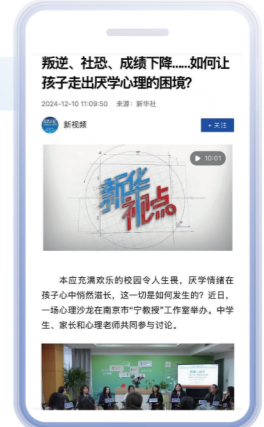 叛逆、社恐、成绩下降......如何让
孩子走出厌学心理的困境?
2024-12-10 11:09:50 来源：新华社
新视频
+ 关注
10:01
新华
视点
本应充满欢乐的校园令人生畏，厌学情绪在
孩子心中悄然滋长，这一切是如何发生的？近日，
一场心理沙龙在南京市“宁教授”工作室举办。中学
生、家长和心理老师共同参与讨论。